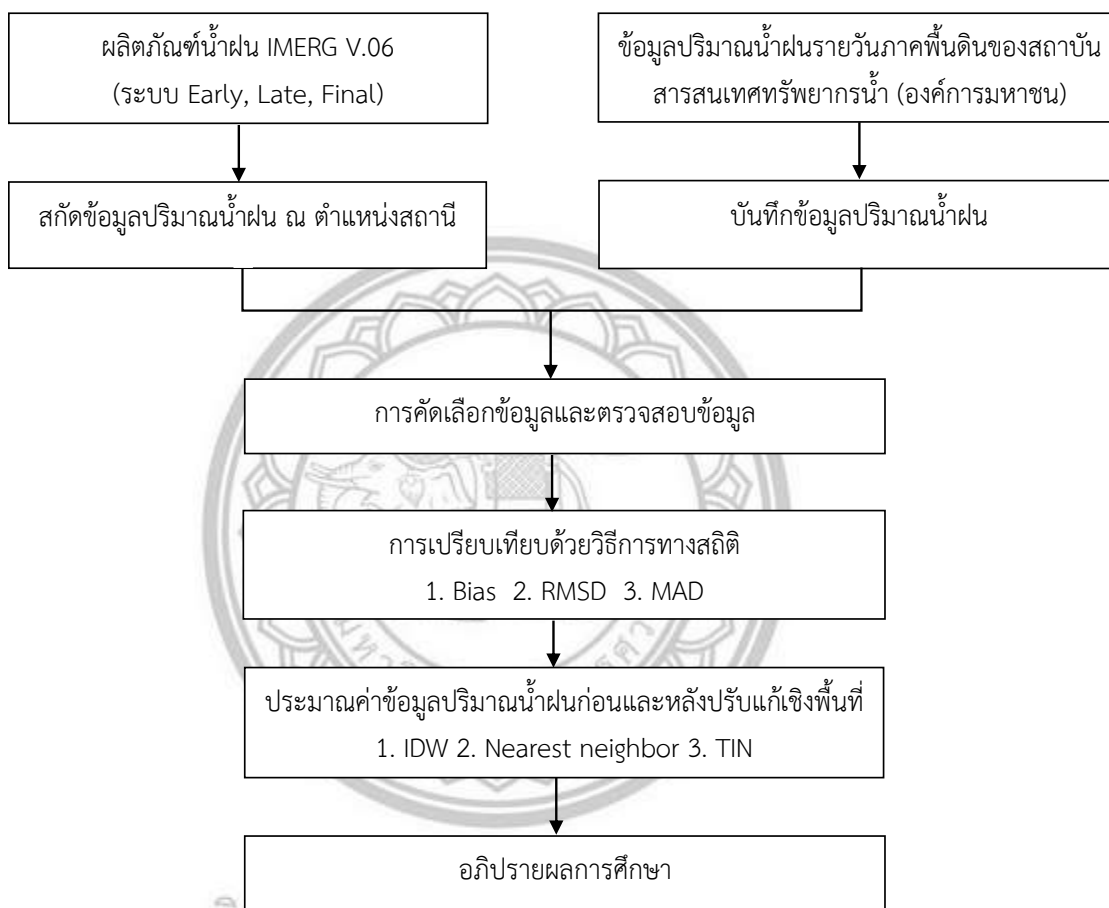 ผลิตภัณฑ์น้ำฝน IMERG V.06
(ระบบ Early, Late, Final)
ข้อมูลปริมาณน้ำฝนรายวันภาคพื้นดินของสถาบัน
สารสนเทศทรัพยากรน้ำ (องค์การมหาชน)
สกัดข้อมูลปริมาณน้ำฝน ณ ตำแหน่งสถานี
บันทึกข้อมูลปริมาณน้ำฝน
การคัดเลือกข้อมูลและตรวจสอบข้อมูล
การเปรียบเทียบด้วยวิธีการทางสถิติ
1. Bias 2. RMSD 3. MAD
ประมาณค่าข้อมูลปริมาณน้ำฝนก่อนและหลังปรับแก้เชิงพื้นที่
1. IDW 2. Nearest neighbor 3. TIN
อภิปรายผลการศึกษา